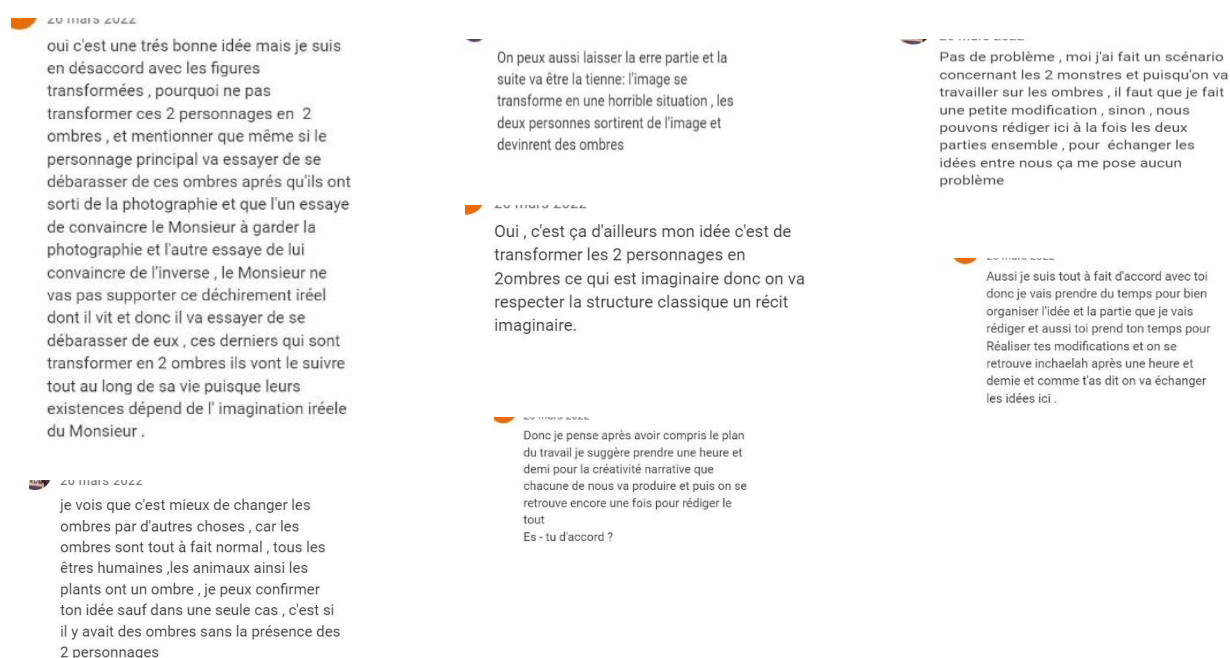 26 mars 2022
oui c'est une trés bonne idée mais je suis
en désaccord avec les figures
transformées , pourquoi ne pas
transformer ces 2 personnages en 2
ombres , et mentionner que même si le
personnage principal va essayer de se
débarasser de ces ombres aprés qu'ils ont
sorti de la photographie et que l'un essaye
de convaincre le Monsieur à garder la
photographie et l'autre essaye de lui
convaincre de l'inverse , le Monsieur ne
vas pas supporter ce déchirement iréel
dont il vit et donc il va essayer de se
débarasser de eux , ces derniers qui sont
transformer en 2 ombres ils vont le suivre
tout au long de sa vie puisque leurs
existences dépend de l' imagination iréele
du Monsieur .
26 mars 2022
je vois que c'est mieux de changer les
ombres par d'autres choses , car les
ombres sont tout à fait normal , tous les
êtres humaines ,les animaux ainsi les
plants ont un ombre , je peux confirmer
ton idée sauf dans une seule cas , c'est si
il y avait des ombres sans la présence des
2 personnages
On peux aussi laisser la erre partie et la
suite va être la tienne: l'image se
transforme en une horrible situation , les
deux personnes sortirent de l'image et
devinrent des ombres
26 mars 2022
Oui , c'est ça d'ailleurs mon idée c'est de
transformer les 2 personnages en
2ombres ce qui est imaginaire donc on va
respecter la structure classique un récit
imaginaire.
26 mars 2022
Donc je pense après avoir compris le plan
du travail je suggère prendre une heure et
demi pour la créativité narrative que
chacune de nous va produire et puis on se
retrouve encore une fois pour rédiger le
tout
Es - tu d'accord ?
26 mars 2022
Pas de problème , moi j'ai fait un scénario
concernant les 2 monstres et puisqu'on va
travailler sur les ombres , il faut que je fait
une petite modification , sinon , nous
pouvons rédiger ici à la fois les deux
parties ensemble , pour échanger les
idées entre nous ça me pose aucun
problème
26 mars 2022
Aussi je suis tout à fait d'accord avec toi
donc je vais prendre du temps pour bien
organiser l'idée et la partie que je vais
rédiger et aussi toi prend ton temps pour
Réaliser tes modifications et on se
retrouve inchaelah après une heure et
demie et comme t'as dit on va échanger
les idées ici .